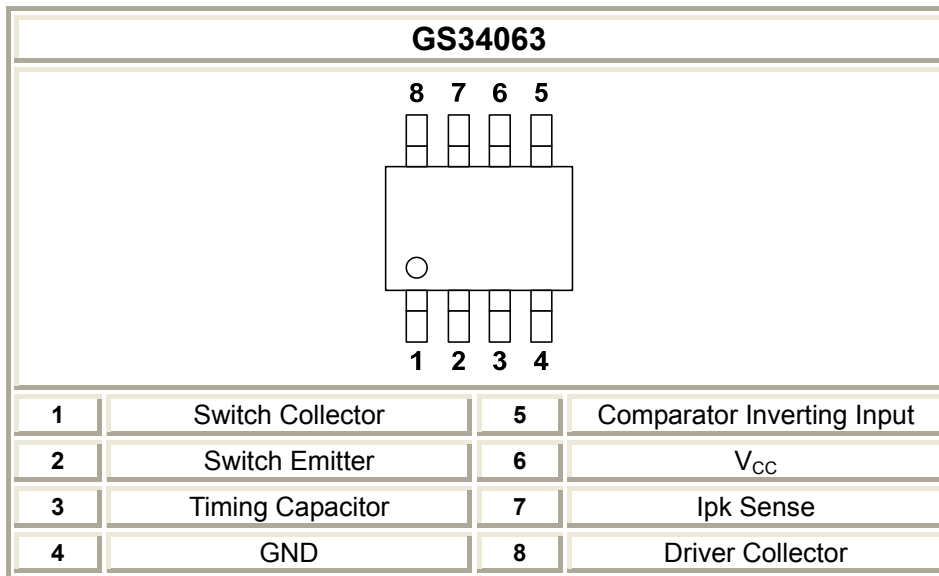 GS34063
8 7 6 5
1 2 3 4
1 Switch Collector 5 Comparator Inverting Input
2 Switch Emitter 6 VCC
3 Timing Capacitor 7 Ipk Sense
4 GND 8 Driver Collector